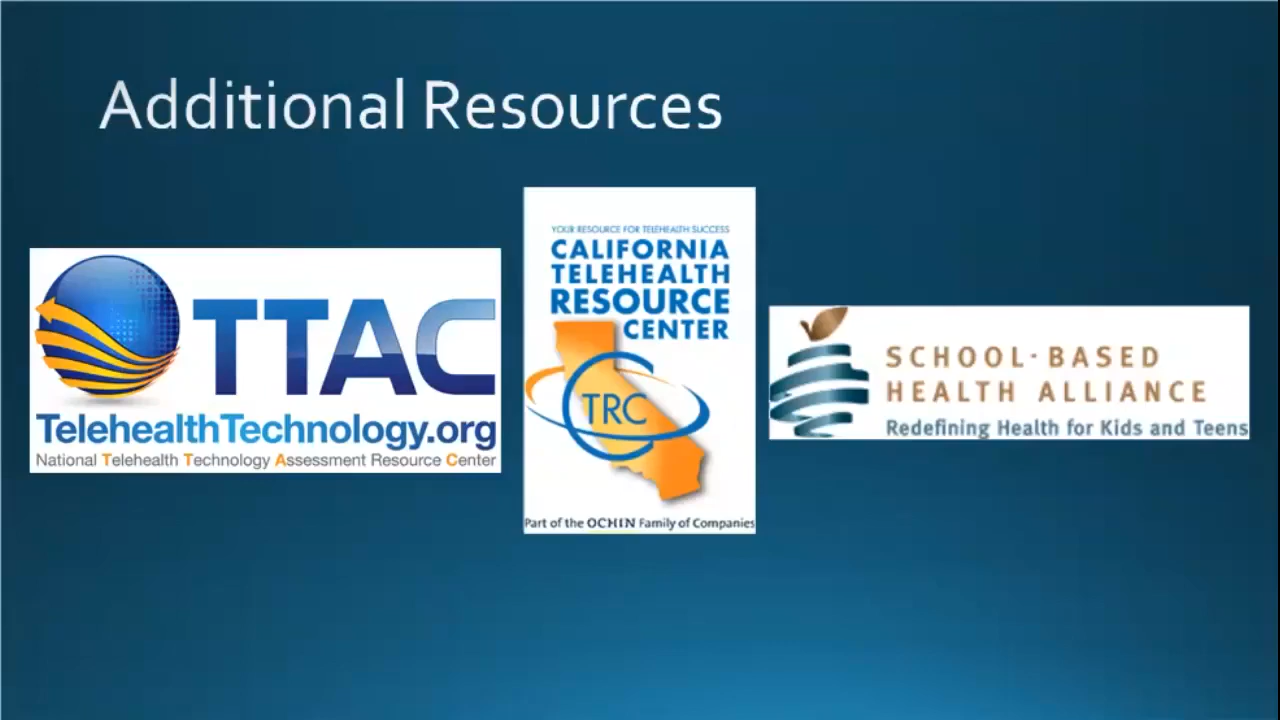 Additional Resources
TTAC
TelehealthTechnology.org
National Telehealth Technology Assessment Resource Center
YOUR RESOURCE FOR TELEHEALTH SUCCESS
CALIFORNIA
TELEHEALTH
RESOURCE
CENTER
TRC
Part of the OCHIN Family of Companies
SCHOOL·BASED
HEALTH ALLIANCE
Redefining Health for Kids and Teens